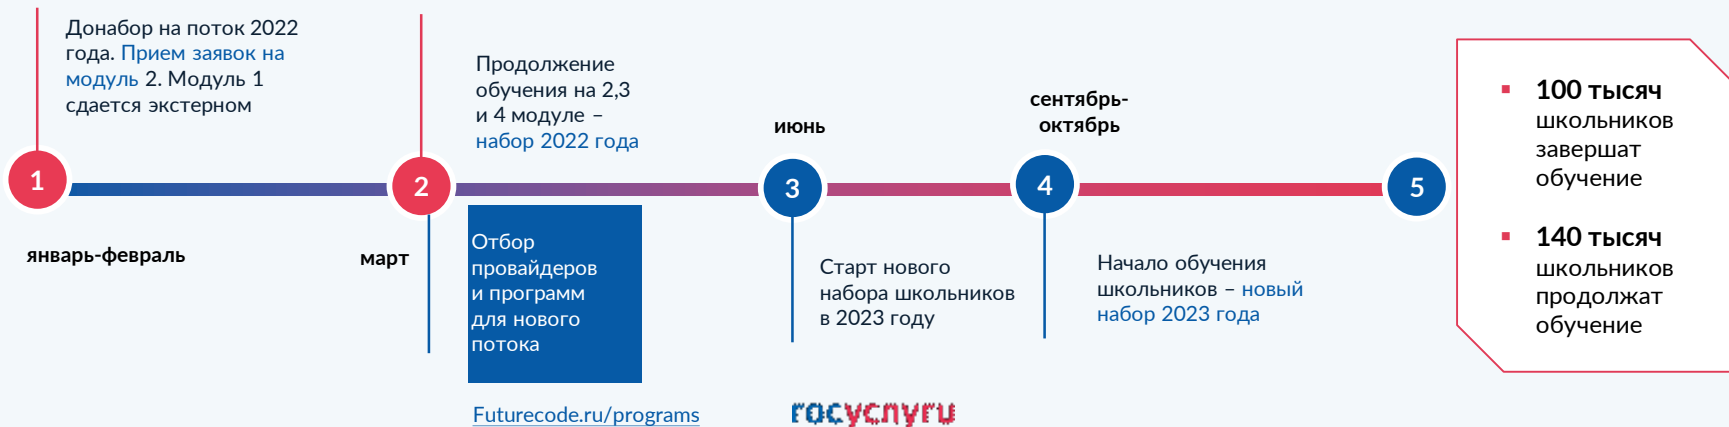 Донабор на поток 2022
года. Прием заявок на
модуль 2. Модуль 1
сдается экстерном
1
январь-февраль
2
март
Продолжение
обучения на 2,3
и 4 модуле –
набор 2022 года
Отбор
провайдеров
и программ
для нового
потока
Futurecode.ru/programs
июнь
3
Старт нового
набора школьников
в 2023 году
госуслуги
сентябрь-
октябрь
4
Начало обучения
школьников – новый
набор 2023 года
5
▪ 100 тысяч
школьников
завершат
обучение
▪ 140 тысяч
школьников
продолжат
обучение